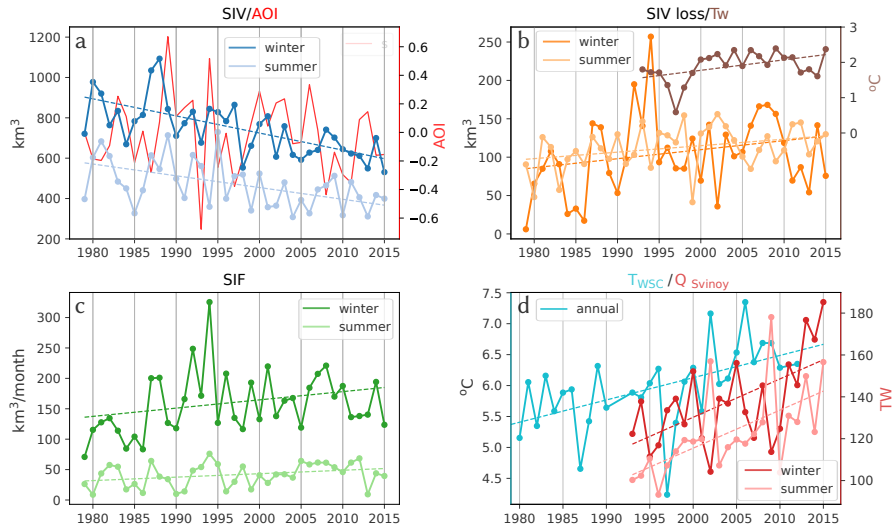 SIV/AOI
a
winter
summer
s
1200
1000
800
600
400
200
km³
0.6
0.4
0.2
0.0
−0.2
−0.4
−0.6
AOI
1980 1985 1990 1995 2000 2005 2010 2015
SIV loss/Tw
b
winter
summer
250
200
150
100
50
0
km³
3
2
1
0
ºC
1980 1985 1990 1995 2000 2005 2010 2015
SIF
c
winter
summer
300
250
200
150
100
50
0
km³/month
1980 1985 1990 1995 2000 2005 2010 2015
TWSC / Q Svinoy
d
annual
7.5
7.0
6.5
6.0
5.5
5.0
4.5
ºC
180
160
140
120
100
TW
winter
summer
1980 1985 1990 1995 2000 2005 2010 2015